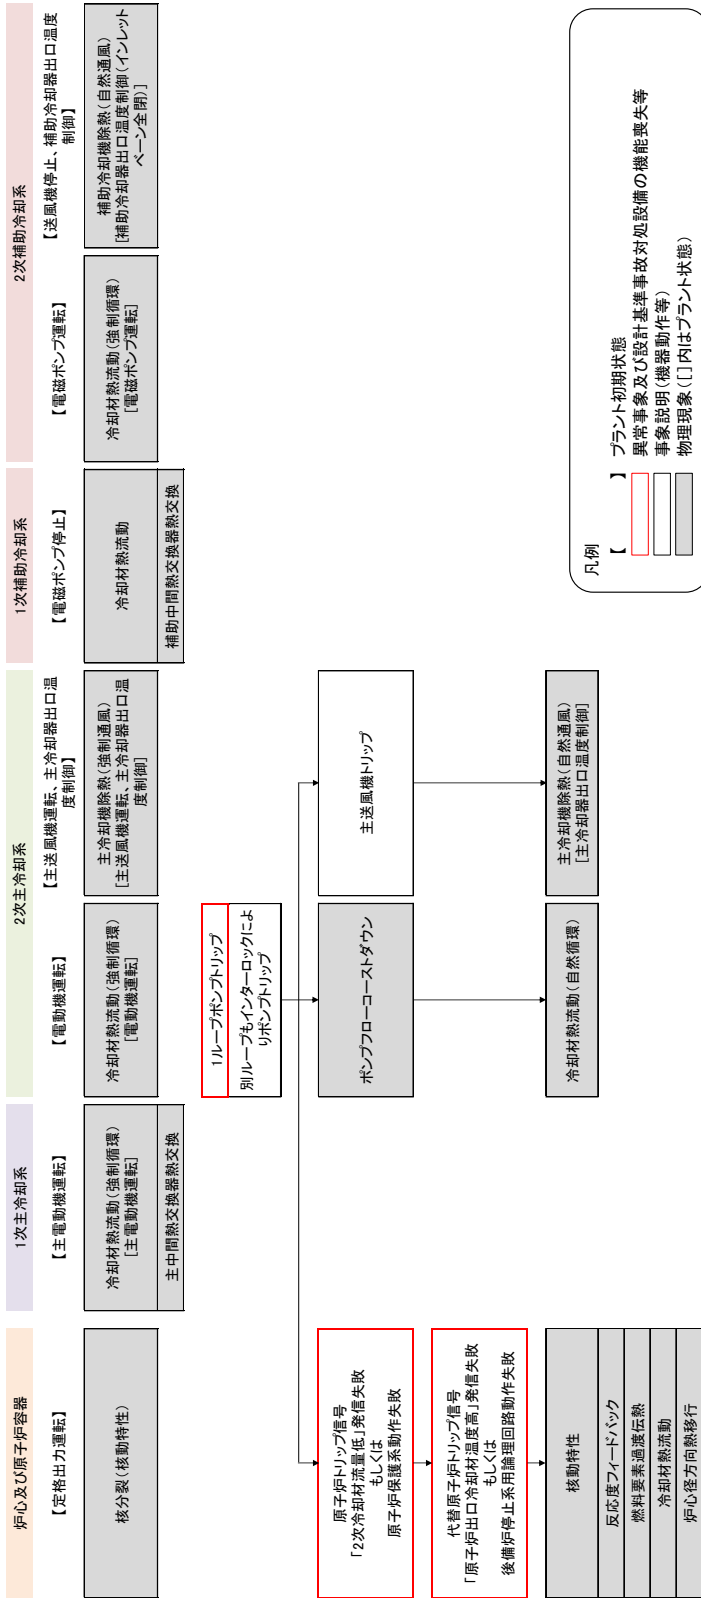 炉心及び原子炉容器
1次主冷却系
2次主冷却系
1次補助冷却系
2次補助冷却系
【定格出力運転】
【主電動機運転】
【電動機運転】
【主送風機運転、主冷却器出口温
度制御】
【電磁ポンプ停止】
【電磁ポンプ運転】
【送風機停止、補助冷却器出口温度
制御】
核分裂(核動特性)
冷却材熱流動(強制循環)
[主電動機運転]
主中間熱交換器熱交換
冷却材熱流動(強制循環)
[電動機運転]
主冷却機除熱(強制通風)
[主送風機運転、主冷却器出口温
度制御]
冷却材熱流動
補助中間熱交換器熱交換
冷却材熱流動(強制循環)
[電磁ポンプ運転]
補助冷却機除熱(自然通風)
[補助冷却器出口温度制御(インレット
ベーン全閉)]
1ループポンプトリップ
別ループもインターロックによ
りポンプトリップ
原子炉トリップ信号
「2次冷却材流量低」発信失敗
もしくは
原子炉保護系動作失敗
ポンプフローコーストダウン
主送風機トリップ
代替原子炉トリップ信号
「原子炉出口冷却材温度高」発信失敗
もしくは
後備炉停止系用論理回路動作失敗
核動特性
反応度フィードバック
燃料要素過渡伝熱
冷却材熱流動
炉心径方向熱移行
冷却材熱流動(自然循環)
主冷却機除熱(自然通風)
[主冷却器出口温度制御]
凡例
【 】 プラント初期状態
異常事象及び設計基準事故対処設備の機能喪失等
事象説明(機器動作等)
物理現象([]内はプラント状態)